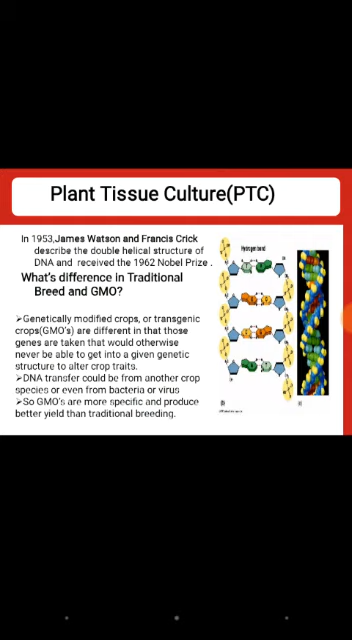 Plant Tissue Culture(PTC)
In 1953,James Watson and Francis Crick
describe the double helical structure of
DNA and received the 1962 Nobel Prize .
What's difference in Traditional
Breed and GMO?
➢Genetically modified crops, or transgenic
crops(GMO's) are different in that those
genes are taken that would otherwise
never be able to get into a given genetic
structure to alter crop traits.
➢DNA transfer could be from another crop
species or even from bacteria or virus
➢So GMO's are more specific and produce
better yield than traditional breeding.
Hydrogen bond